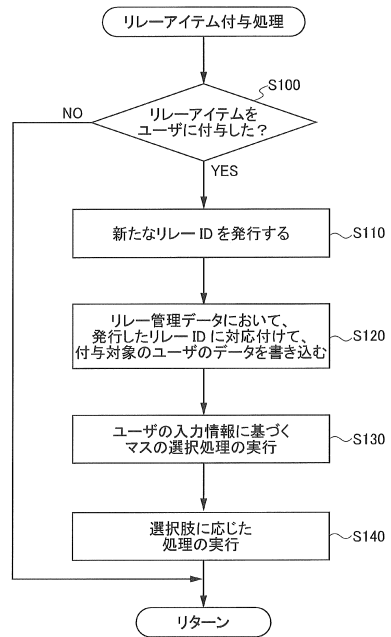 リレーアイテム付与処理
S100
リレーアイテムを
ユーザに付与した?
NO
YES
新たなリレー ID を発行する
S110
リレー管理データにおいて、
発行したリレー ID に対応付けて、
付与対象のユーザのデータを書き込む
S120
ユーザの入力情報に基づく
マスの選択処理の実行
S130
選択肢に応じた
処理の実行
S140
リターン